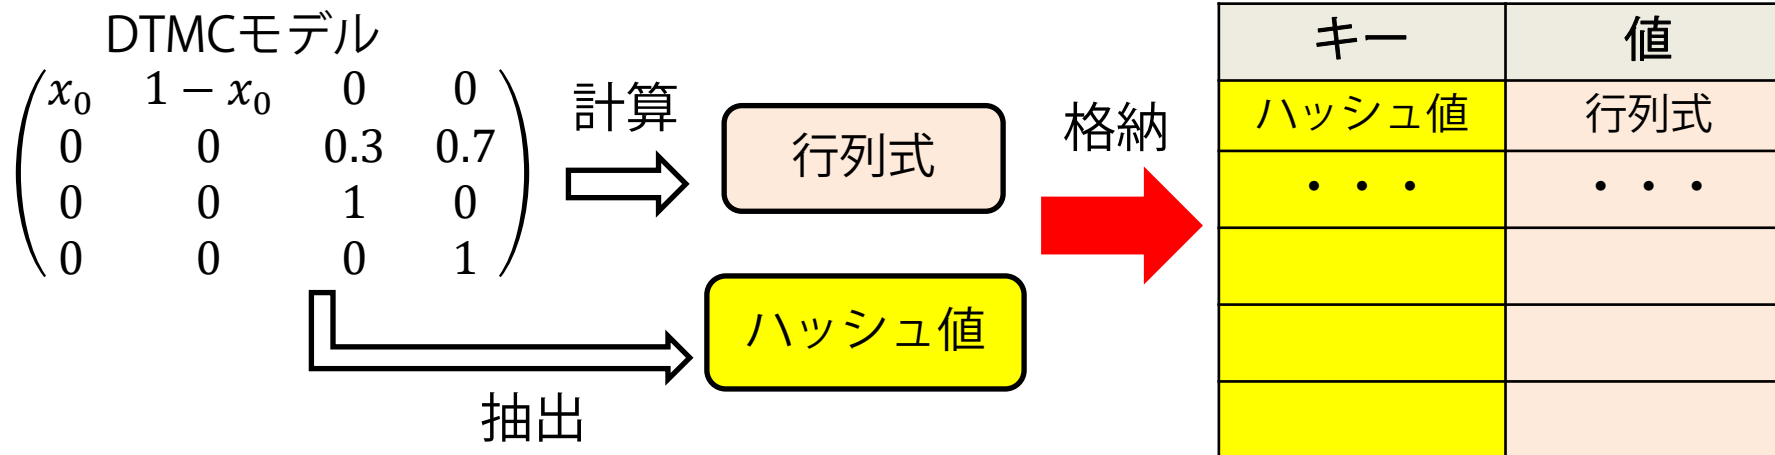 DTMCモデル
x₀ 1 − x₀ 0 0
0 0 0.3 0.7
0 0 1 0
0 0 0 1
計算
行列式
抽出
ハッシュ値
格納
キー 値
ハッシュ値 行列式
・・・ ・・・